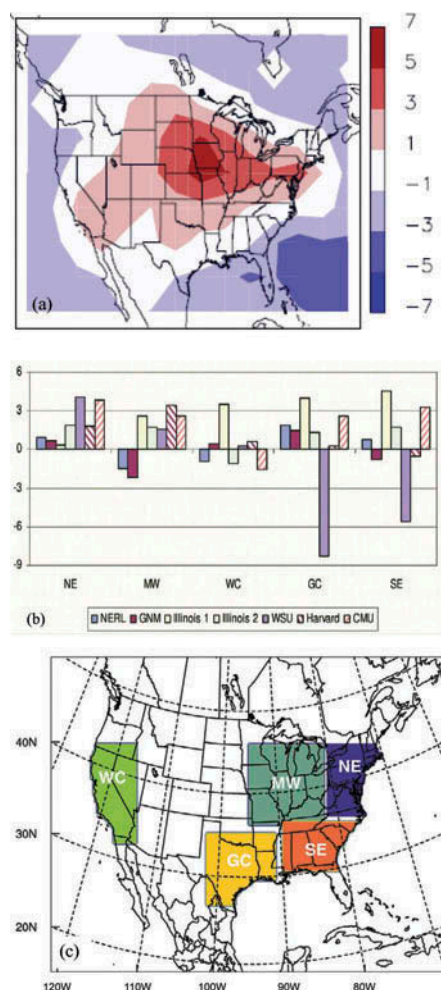 7
5
3
1
−1
−3
−5
−7
(a)
(b)
6
3
0
-3
-6
-9
NE MW WC GC SE
NERL GNM Illinois 1 Illinois 2 WSU Harvard CMU
40N
30N
20N
WC
MW
NE
GC
SE
(c)
120W 100W 90W 80W